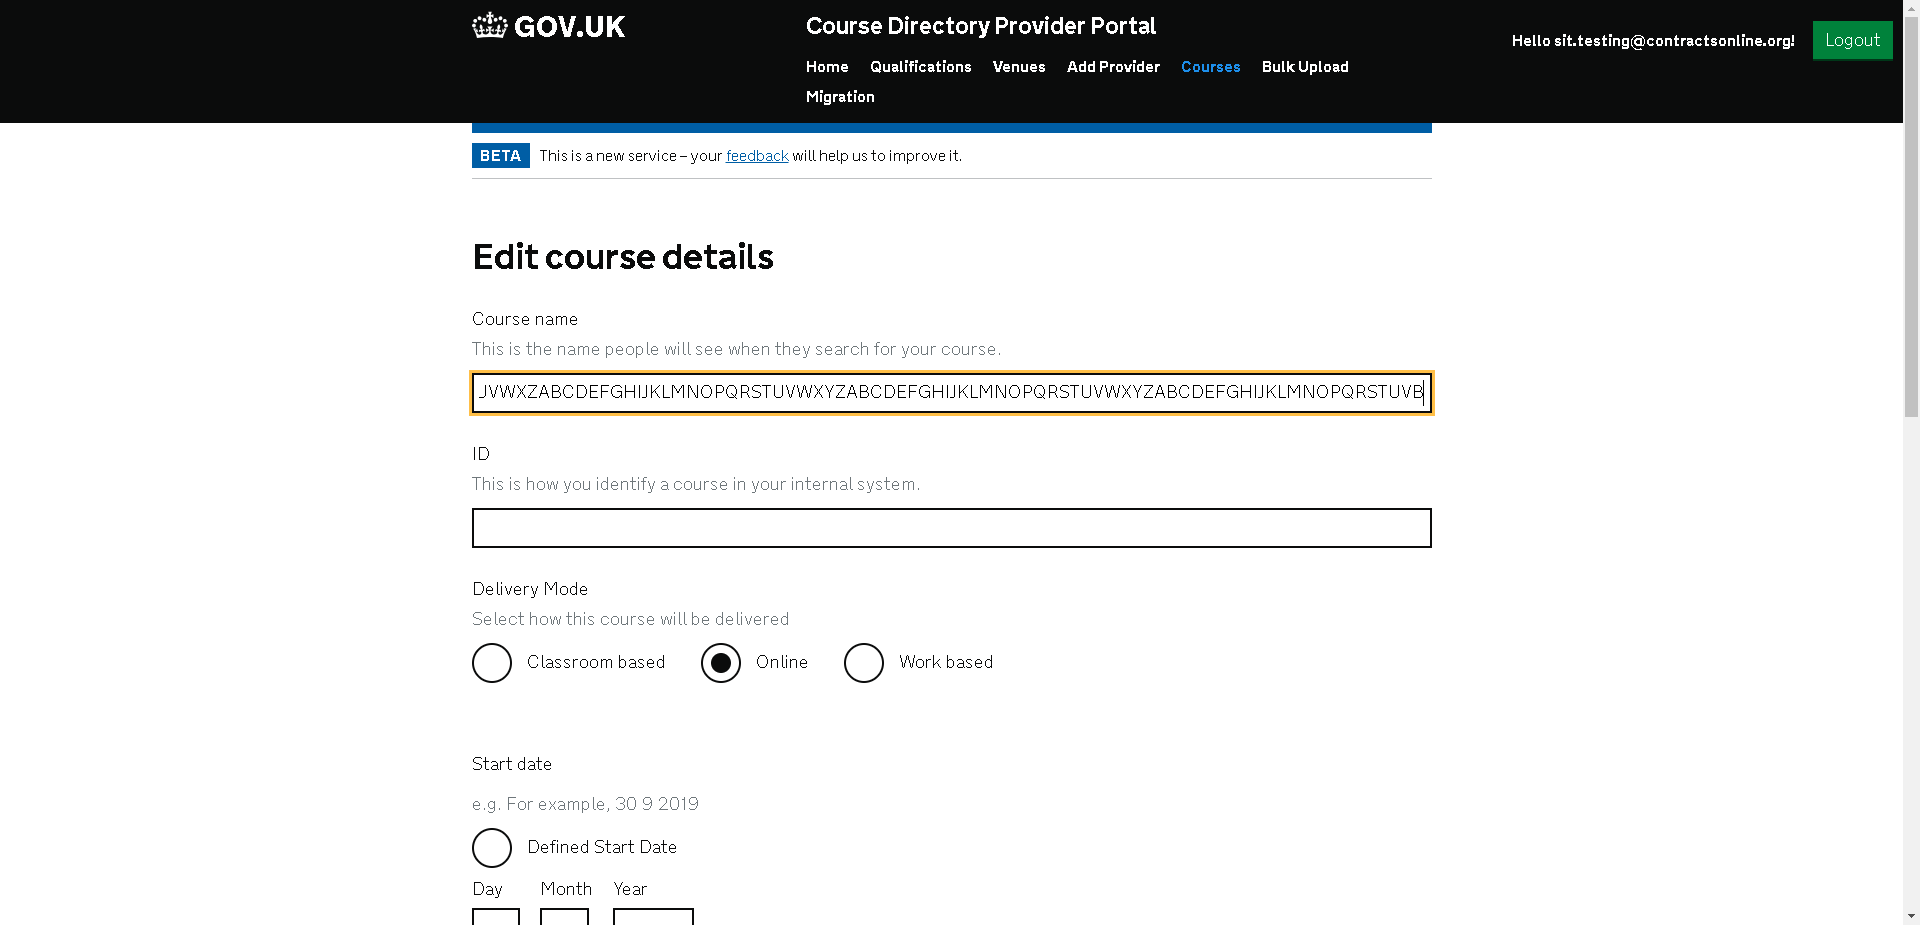 GOV.UK
Course Directory Provider Portal
Home Qualifications Venues Add Provider Courses Bulk Upload
Migration
Hello sit.testing@contractsonline.org!
Logout
BETA This is a new service – your feedback will help us to improve it.
Edit course details
Course name
This is the name people will see when they search for your course.
JVWXZABCDEFGHIJKLMNOPQRSTUVWXYZABCDEFGHIJKLMNOPQRSTUVWXYZABCDEFGHIJKLMNOPQRSTUVB
ID
This is how you identify a course in your internal system.
Delivery Mode
Select how this course will be delivered
Classroom based Online Work based
Start date
e.g. For example, 30 9 2019
Defined Start Date
Day Month Year